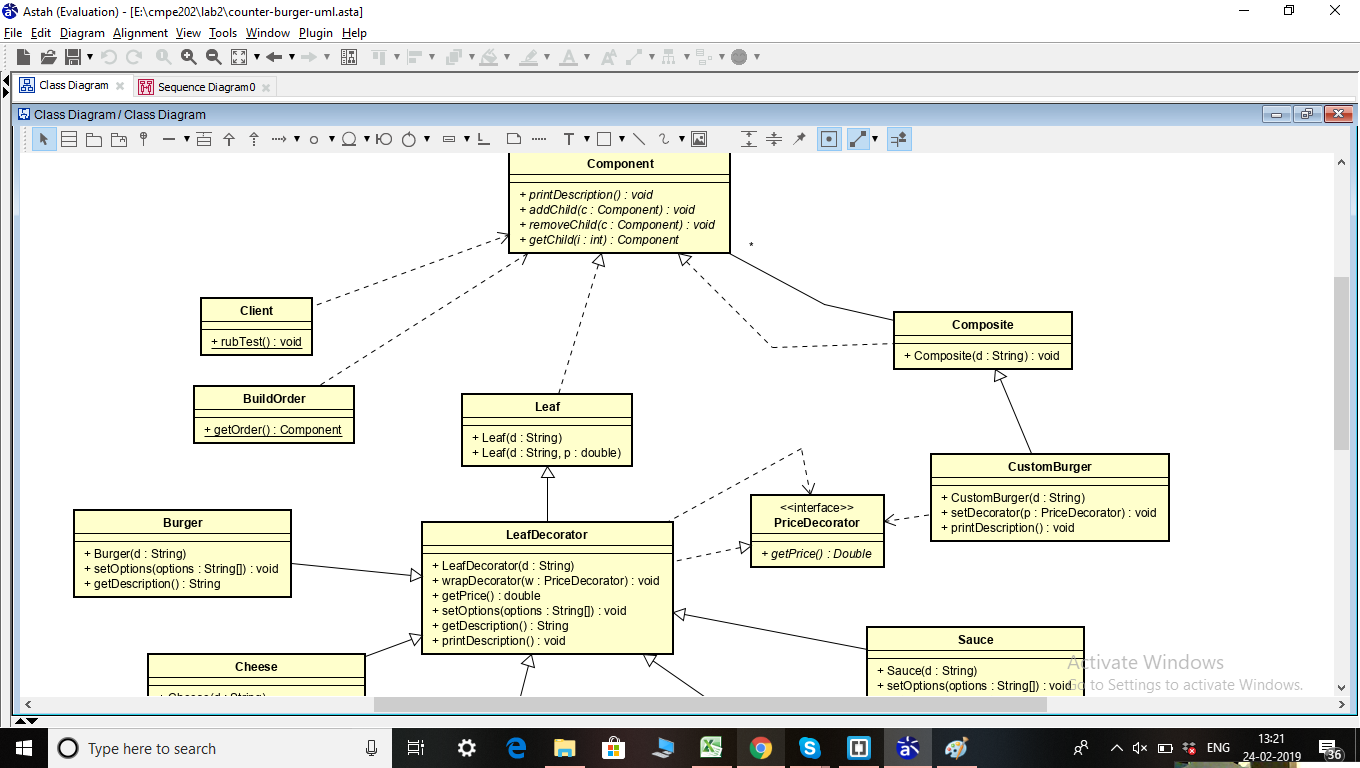 Astah (Evaluation) - [E:\cmpe202\lab2\counter-burger-uml.asta]
File Edit Diagram Alignment View Tools Window Plugin Help
Class Diagram
Sequence Diagram0
Class Diagram / Class Diagram
Component
+ printDescription() : void
+ addChild(c : Component) : void
+ removeChild(c : Component) : void
+ getChild(i : int) : Component
*
Client
+ rubTest() : void
Composite
+ Composite(d : String) : void
BuildOrder
+ getOrder() : Component
Leaf
+ Leaf(d : String)
+ Leaf(d : String, p : double)
CustomBurger
+ CustomBurger(d : String)
+ setDecorator(p : PriceDecorator) : void
+ printDescription() : void
<<interface>>
PriceDecorator
+ getPrice() : Double
Burger
+ Burger(d : String)
+ setOptions(options : String[]) : void
+ getDescription() : String
LeafDecorator
+ LeafDecorator(d : String)
+ wrapDecorator(w : PriceDecorator) : void
+ getPrice() : double
+ setOptions(options : String[]) : void
+ getDescription() : String
+ printDescription() : void
Sauce
+ Sauce(d : String)
+ setOptions(options : String[]) : void
Cheese
+ Cheese(d : String)
Activate Windows
Go to Settings to activate Windows.
Type here to search
ENG
13:21
24-02-2019
36